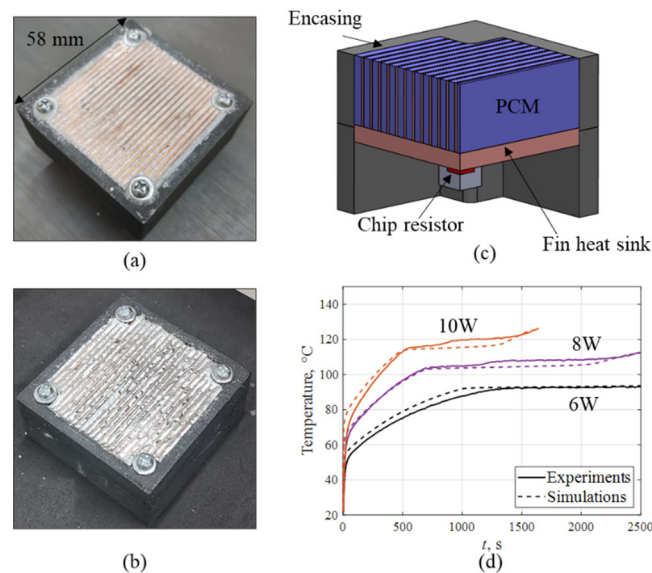 58 mm
(a)
Encasing
PCM
Chip resistor
Fin heat sink
(c)
(b)
140
120
100
80
60
40
20
Temperature, °C
10W
8W
6W
Experiments
Simulations
0
500
1000
1500
2000
2500
t, s
(d)